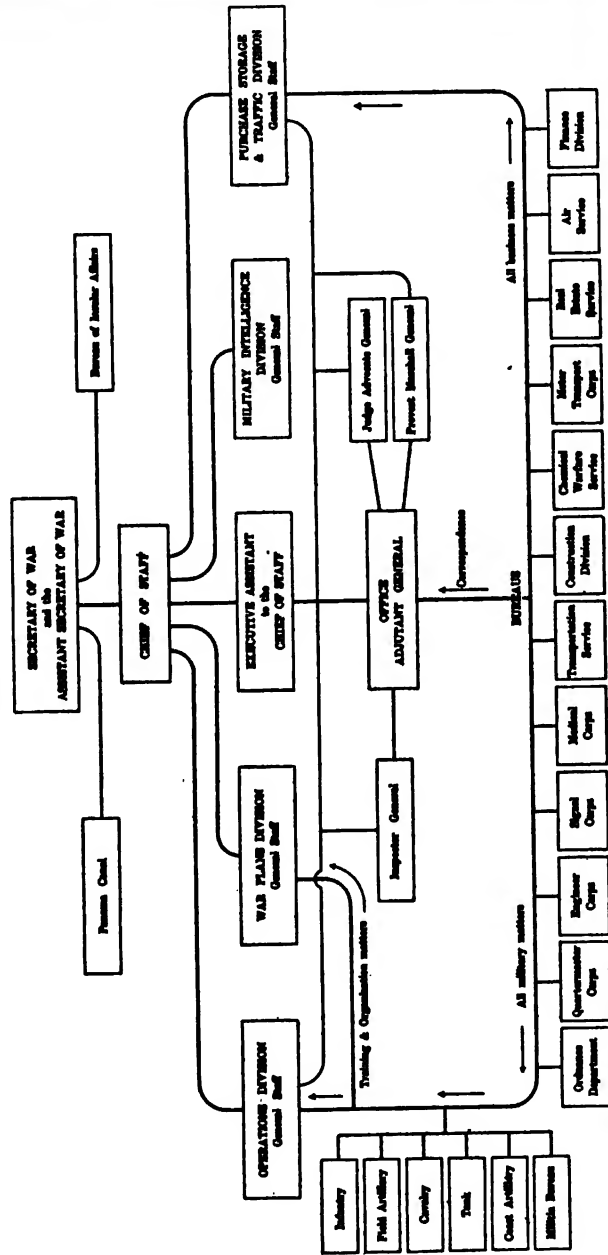 SECRETARY OF WAR
and the
ASSISTANT SECRETARY OF WAR
Panama Canal
Bureau of Insular Affairs
CHIEF OF STAFF
OPERATIONS DIVISION
General Staff
WAR PLANS DIVISION
General Staff
EXECUTIVE ASSISTANT
to the
CHIEF OF STAFF
MILITARY INTELLIGENCE
DIVISION
General Staff
PURCHASE STORAGE
& TRAFFIC DIVISION
General Staff
Training & Organization matters
Inspector General
OFFICE
ADJUTANT GENERAL
Judge Advocate General
Provost Marshall General
Correspondence
Infantry
Field Artillery
Cavalry
Tank
Coast Artillery
Militia Bureau
All military matters
BUREAUS
All business matters
Ordnance
Department
Quartermaster
Corps
Engineer
Corps
Signal
Corps
Medical
Corps
Transportation
Service
Construction
Division
Chemical
Warfare
Service
Motor
Transport
Corps
Real
Estate
Service
Air
Service
Finance
Division